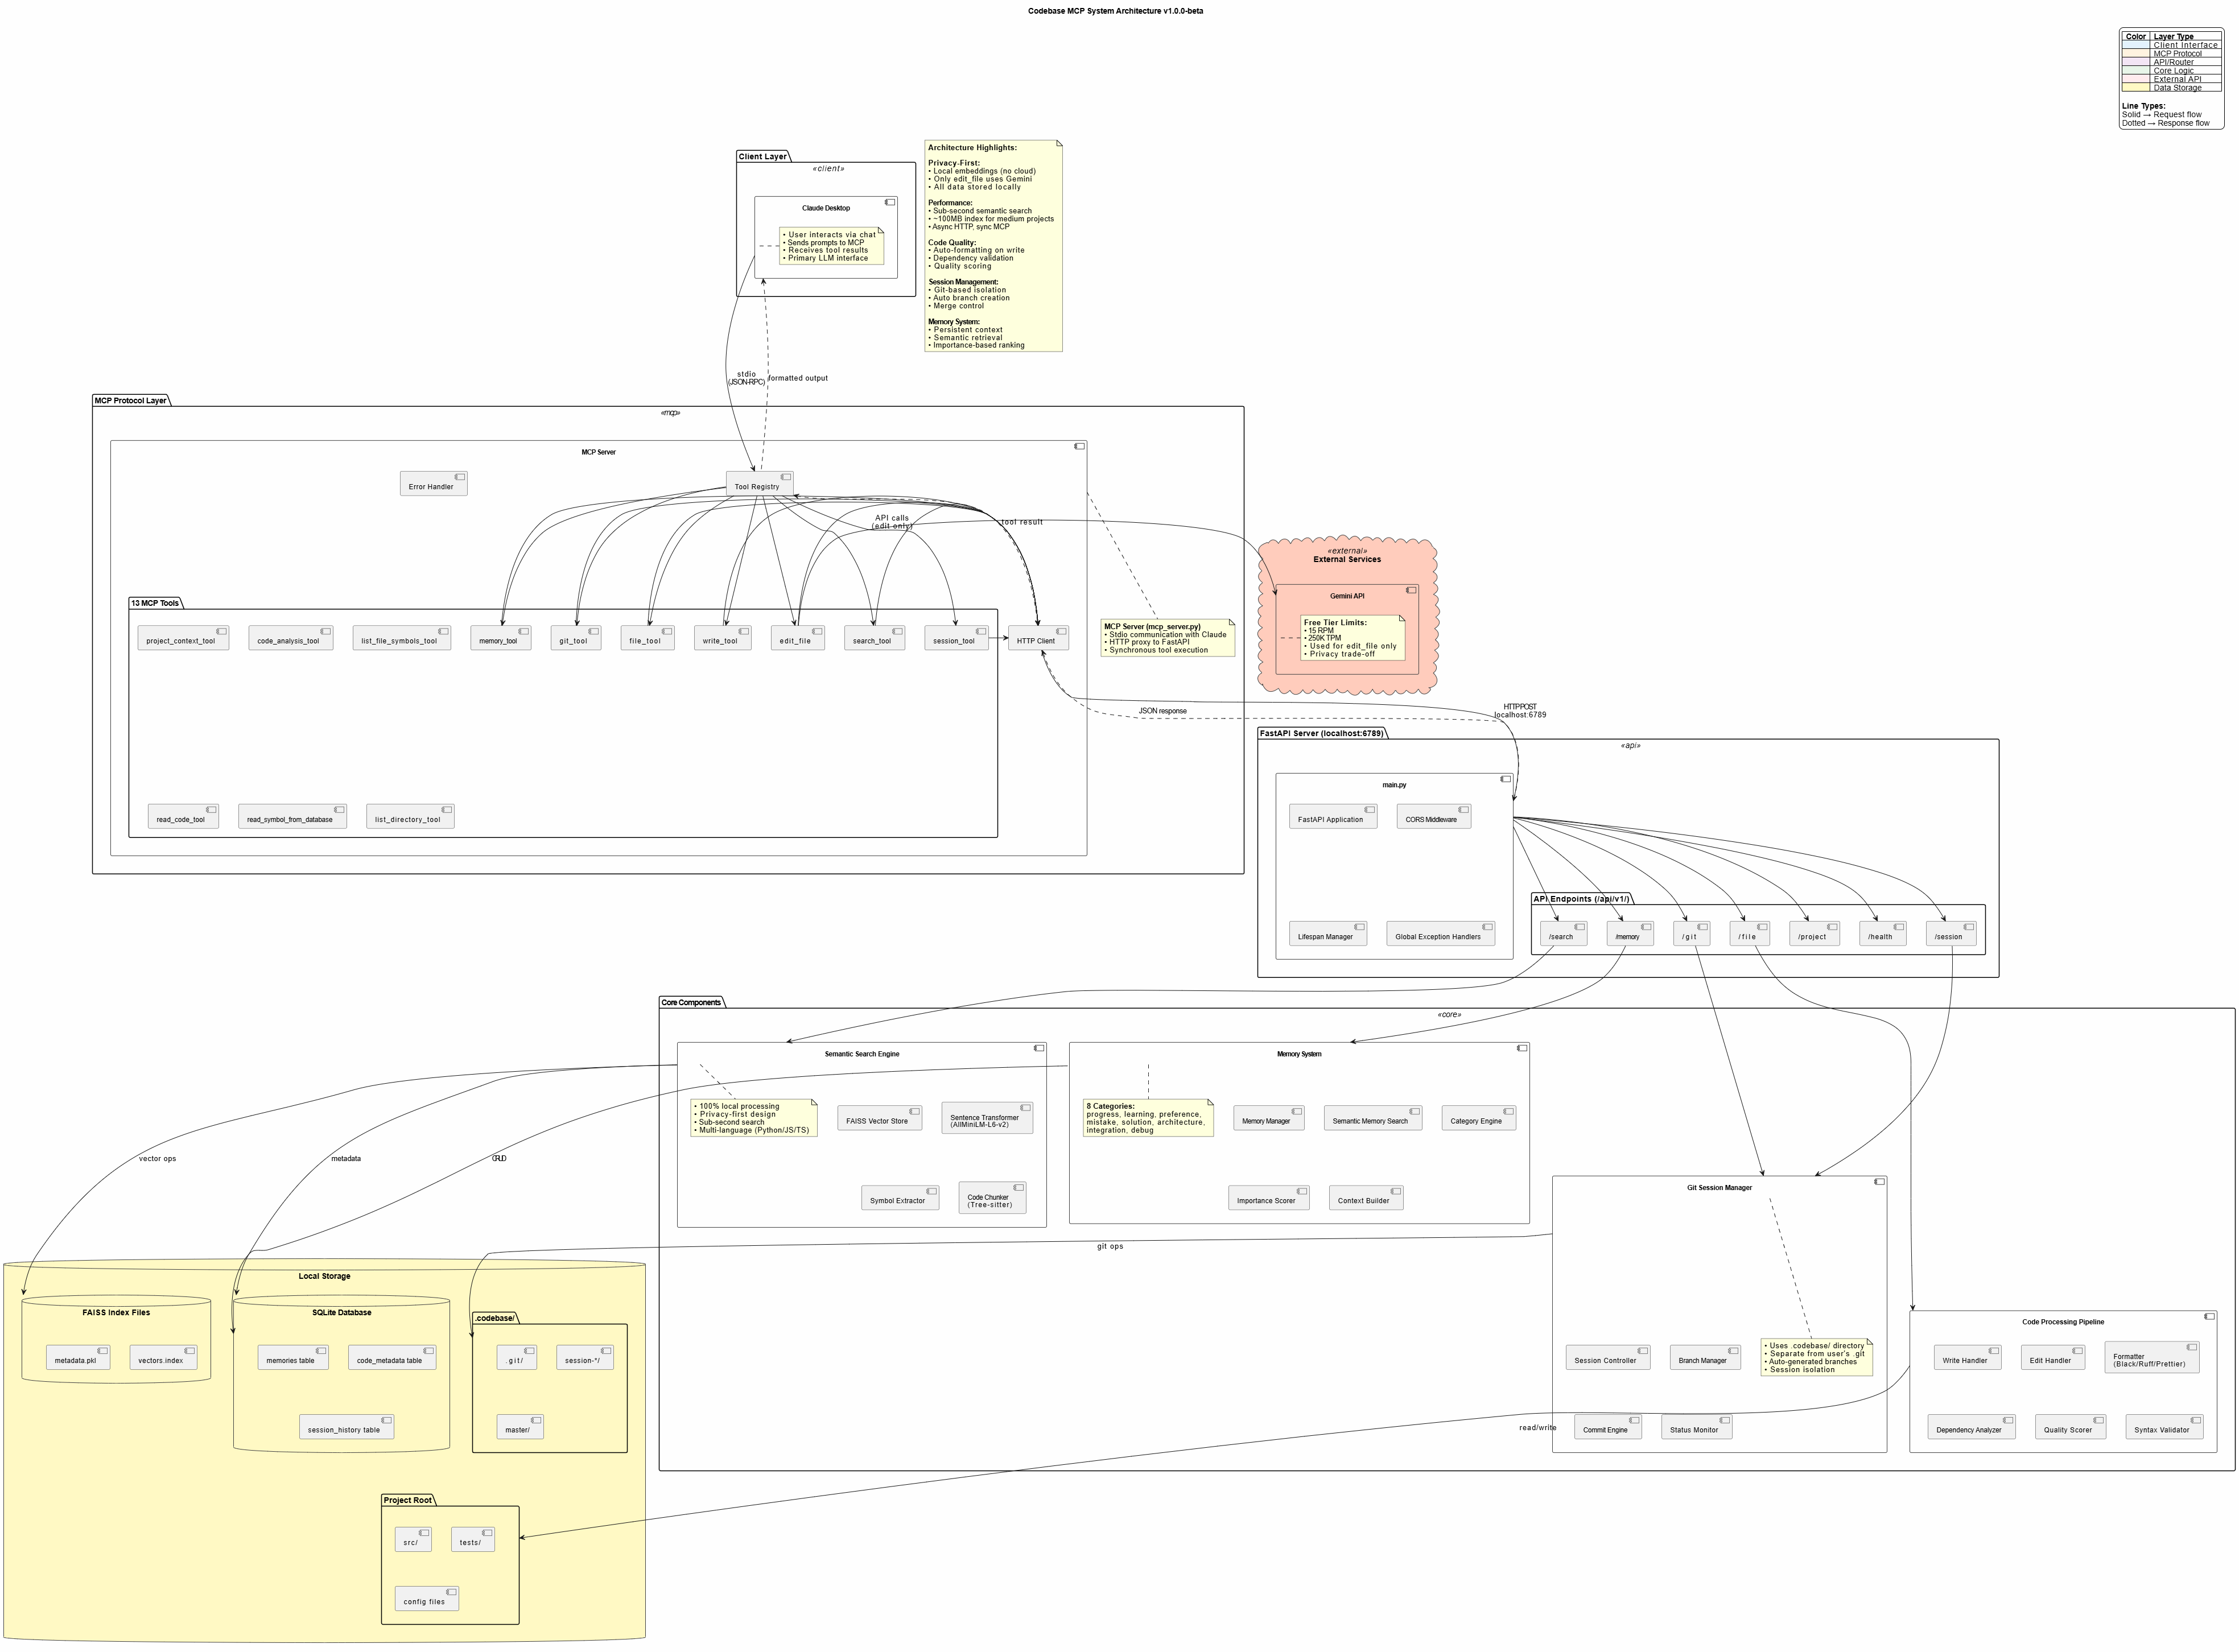 Codebase MCP System Architecture v1.0.0-beta
Color Layer Type
Client Interface
MCP Protocol
API/Router
Core Logic
External API
Data Storage
Line Types:
Solid → Request flow
Dotted → Response flow
Client Layer
«client»
Claude Desktop
• User interacts via chat
• Sends prompts to MCP
• Receives tool results
• Primary LLM interface
Architecture Highlights:
Privacy-First:
• Local embeddings (no cloud)
• Only edit_file uses Gemini
• All data stored locally
Performance:
• Sub-second semantic search
• ~100MB index for medium projects
• Async HTTP, sync MCP
Code Quality:
• Auto-formatting on write
• Dependency validation
• Quality scoring
Session Management:
• Git-based isolation
• Auto branch creation
• Merge control
Memory System:
• Persistent context
• Semantic retrieval
• Importance-based ranking
stdio
(JSON-RPC)
formatted output
MCP Protocol Layer
«mcp»
MCP Server
Error Handler
Tool Registry
API calls
(edit only)
tool result
13 MCP Tools
project_context_tool
code_analysis_tool
list_file_symbols_tool
memory_tool
git_tool
file_tool
write_tool
edit_file
search_tool
session_tool
HTTP Client
read_code_tool
read_symbol_from_database
list_directory_tool
MCP Server (mcp_server.py)
• Stdio communication with Claude
• HTTP proxy to FastAPI
• Synchronous tool execution
«external»
External Services
Gemini API
Free Tier Limits:
• 15 RPM
• 250K TPM
• Used for edit_file only
• Privacy trade-off
JSON response
HTTP POST
localhost:6789
FastAPI Server (localhost:6789)
«api»
main.py
FastAPI Application
CORS Middleware
Lifespan Manager
Global Exception Handlers
API Endpoints (/api/v1/)
/search
/memory
/git
/file
/project
/health
/session
Core Components
«core»
Semantic Search Engine
• 100% local processing
• Privacy-first design
• Sub-second search
• Multi-language (Python/JS/TS)
FAISS Vector Store
Sentence Transformer
(AllMiniLM-L6-v2)
Symbol Extractor
Code Chunker
(Tree-sitter)
Memory System
8 Categories:
progress, learning, preference,
mistake, solution, architecture,
integration, debug
Memory Manager
Semantic Memory Search
Category Engine
Importance Scorer
Context Builder
Git Session Manager
• Uses .codebase/ directory
• Separate from user's .git
• Auto-generated branches
• Session isolation
Session Controller
Branch Manager
Commit Engine
Status Monitor
Code Processing Pipeline
Write Handler
Edit Handler
Formatter
(Black/Ruff/Prettier)
Dependency Analyzer
Quality Scorer
Syntax Validator
vector ops
metadata
CRUD
git ops
read/write
Local Storage
FAISS Index Files
metadata.pkl
vectors.index
SQLite Database
memories table
code_metadata table
session_history table
.codebase/
.git/
session-*/
master/
Project Root
src/
tests/
config files